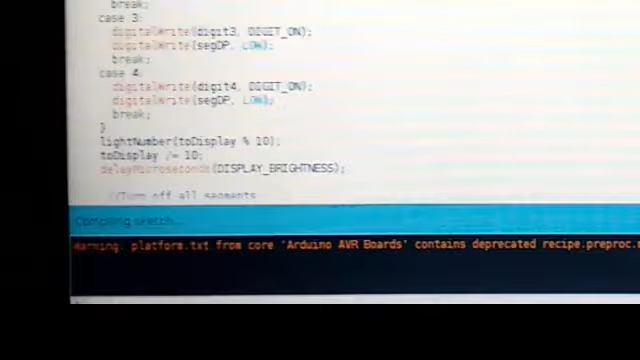 break;
case 3:
digitalWrite(digit3, DIGIT_ON);
digitalWrite(segDP, LOW);
break;
case 4:
digitalWrite(digit4, DIGIT_ON);
digitalWrite(segDP, LOW);
break;
}
lightNumber(toDisplay % 10);
toDisplay /= 10;
delayMicroseconds(DISPLAY_BRIGHTNESS);
//Turn off all segments
Compiling sketch...
Warning. platform.txt from core 'Arduino AVR Boards' contains deprecated recipe.preproc.